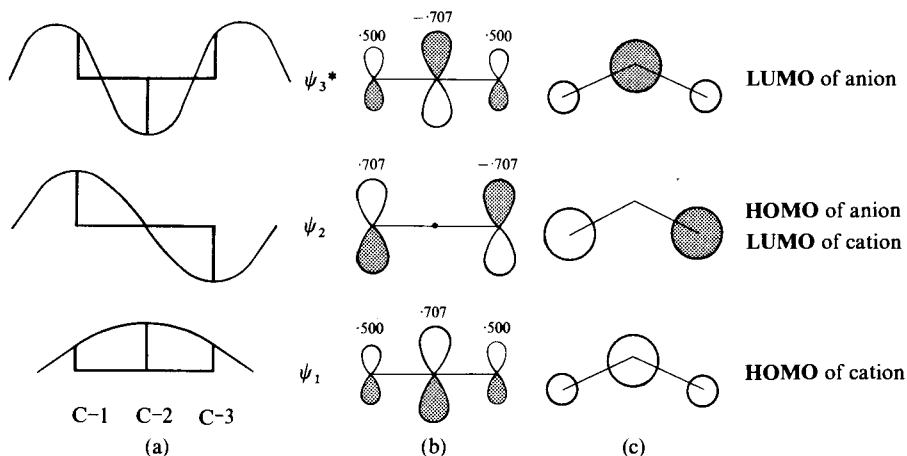 -·707
·500 ·500
ψ3* LUMO of anion
·707 -·707
HOMO of anion
ψ2
LUMO of cation
·707
·500 ·500
ψ1 HOMO of cation
C-1 C-2 C-3
(a) (b) (c)